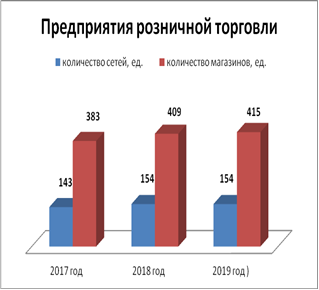 Предприятия розничной торговли
количество сетей, ед. количество магазинов, ед.
383 409 415
143 154 154
2017 год 2018 год 2019 год )